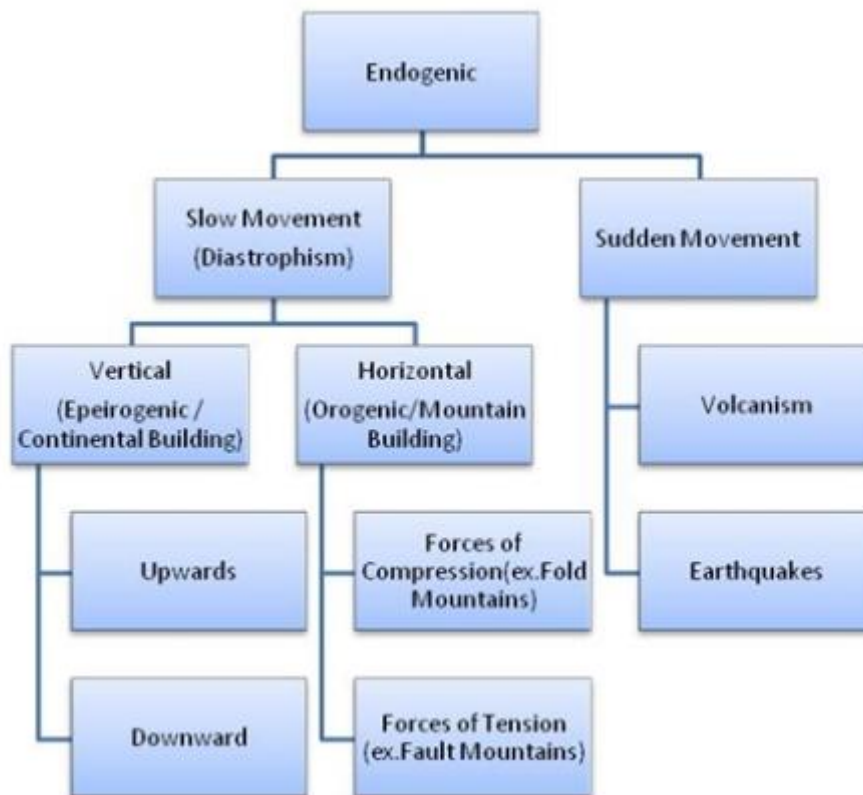 Endogenic
Slow Movement
(Diastrophism)
Sudden Movement
Vertical
(Epeirogenic /
Continental Building)
Horizontal
(Orogenic/Mountain
Building)
Volcanism
Upwards
Forces of
Compression(ex.Fold
Mountains)
Earthquakes
Downward
Forces of Tension
(ex.Fault Mountains)